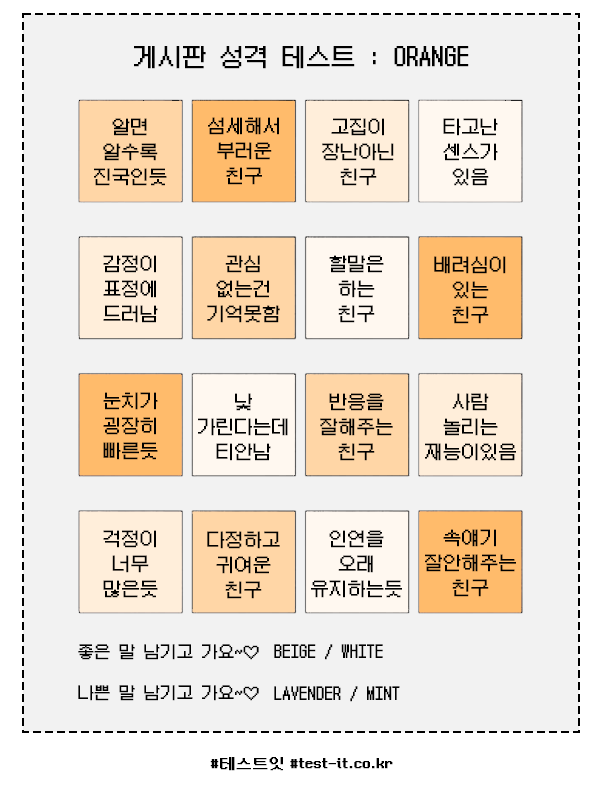 게시판 성격 테스트 : ORANGE
알면
알수록
진국인듯
섬세해서
부러운
친구
고집이
장난아닌
친구
타고난
센스가
있음
감정이
표정에
드러남
관심
없는건
기억못함
할말은
하는
친구
배려심이
있는
친구
눈치가
굉장히
빠른듯
낯
가린다는데
티안남
반응을
잘해주는
친구
사람
놀리는
재능이있음
걱정이
너무
많은듯
다정하고
귀여운
친구
인연을
오래
유지하는듯
속얘기
잘안해주는
친구
좋은 말 남기고 가요~♡ BEIGE / WHITE
나쁜 말 남기고 가요~♡ LAVENDER / MINT
#테스트잇 #test-it.co.kr